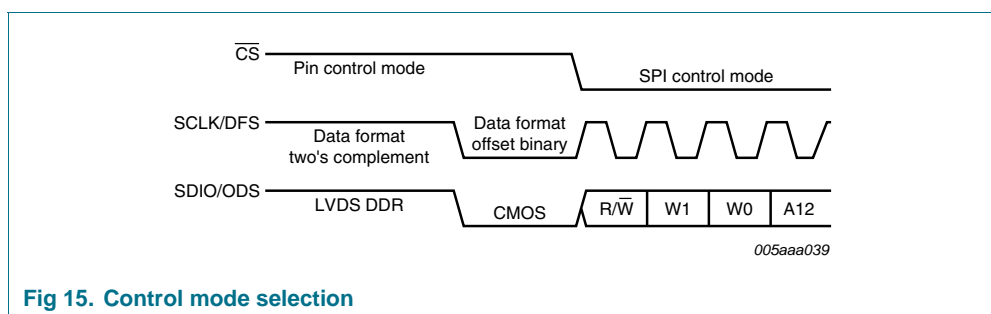 C̅S̅
Pin control mode
SPI control mode
SCLK/DFS
Data format
two's complement
Data format
offset binary
SDIO/ODS
LVDS DDR
CMOS
R/W̅
W1
W0
A12
005aaa039
Fig 15. Control mode selection